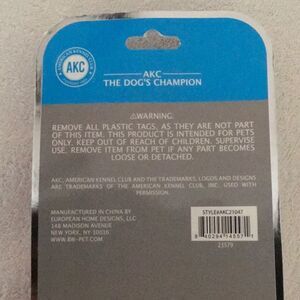 AMERICAN KENNEL CLUB
AKC
AKC
THE DOG'S CHAMPION
⚠WARNING:
REMOVE ALL PLASTIC TAGS, AS THEY ARE NOT PART
OF THIS ITEM. THIS PRODUCT IS INTENDED FOR PETS
ONLY. KEEP OUT OF REACH OF CHILDREN. SUPERVISE
USE. REMOVE ITEM FROM PET IF ANY PART BECOMES
LOOSE OR DETACHED.
AKC, AMERICAN KENNEL CLUB AND THE TRADEMARKS, LOGOS AND DESIGNS
ARE TRADEMARKS OF THE AMERICAN KENNEL CLUB, INC. USED WITH
PERMISSION.
MANUFACTURED IN CHINA BY
EUROPEAN HOME DESIGNS, LLC
148 MADISON AVENUE
NEW YORK, NY 10016
WWW.BW-PET.COM
STYLE#AKC21047
23579